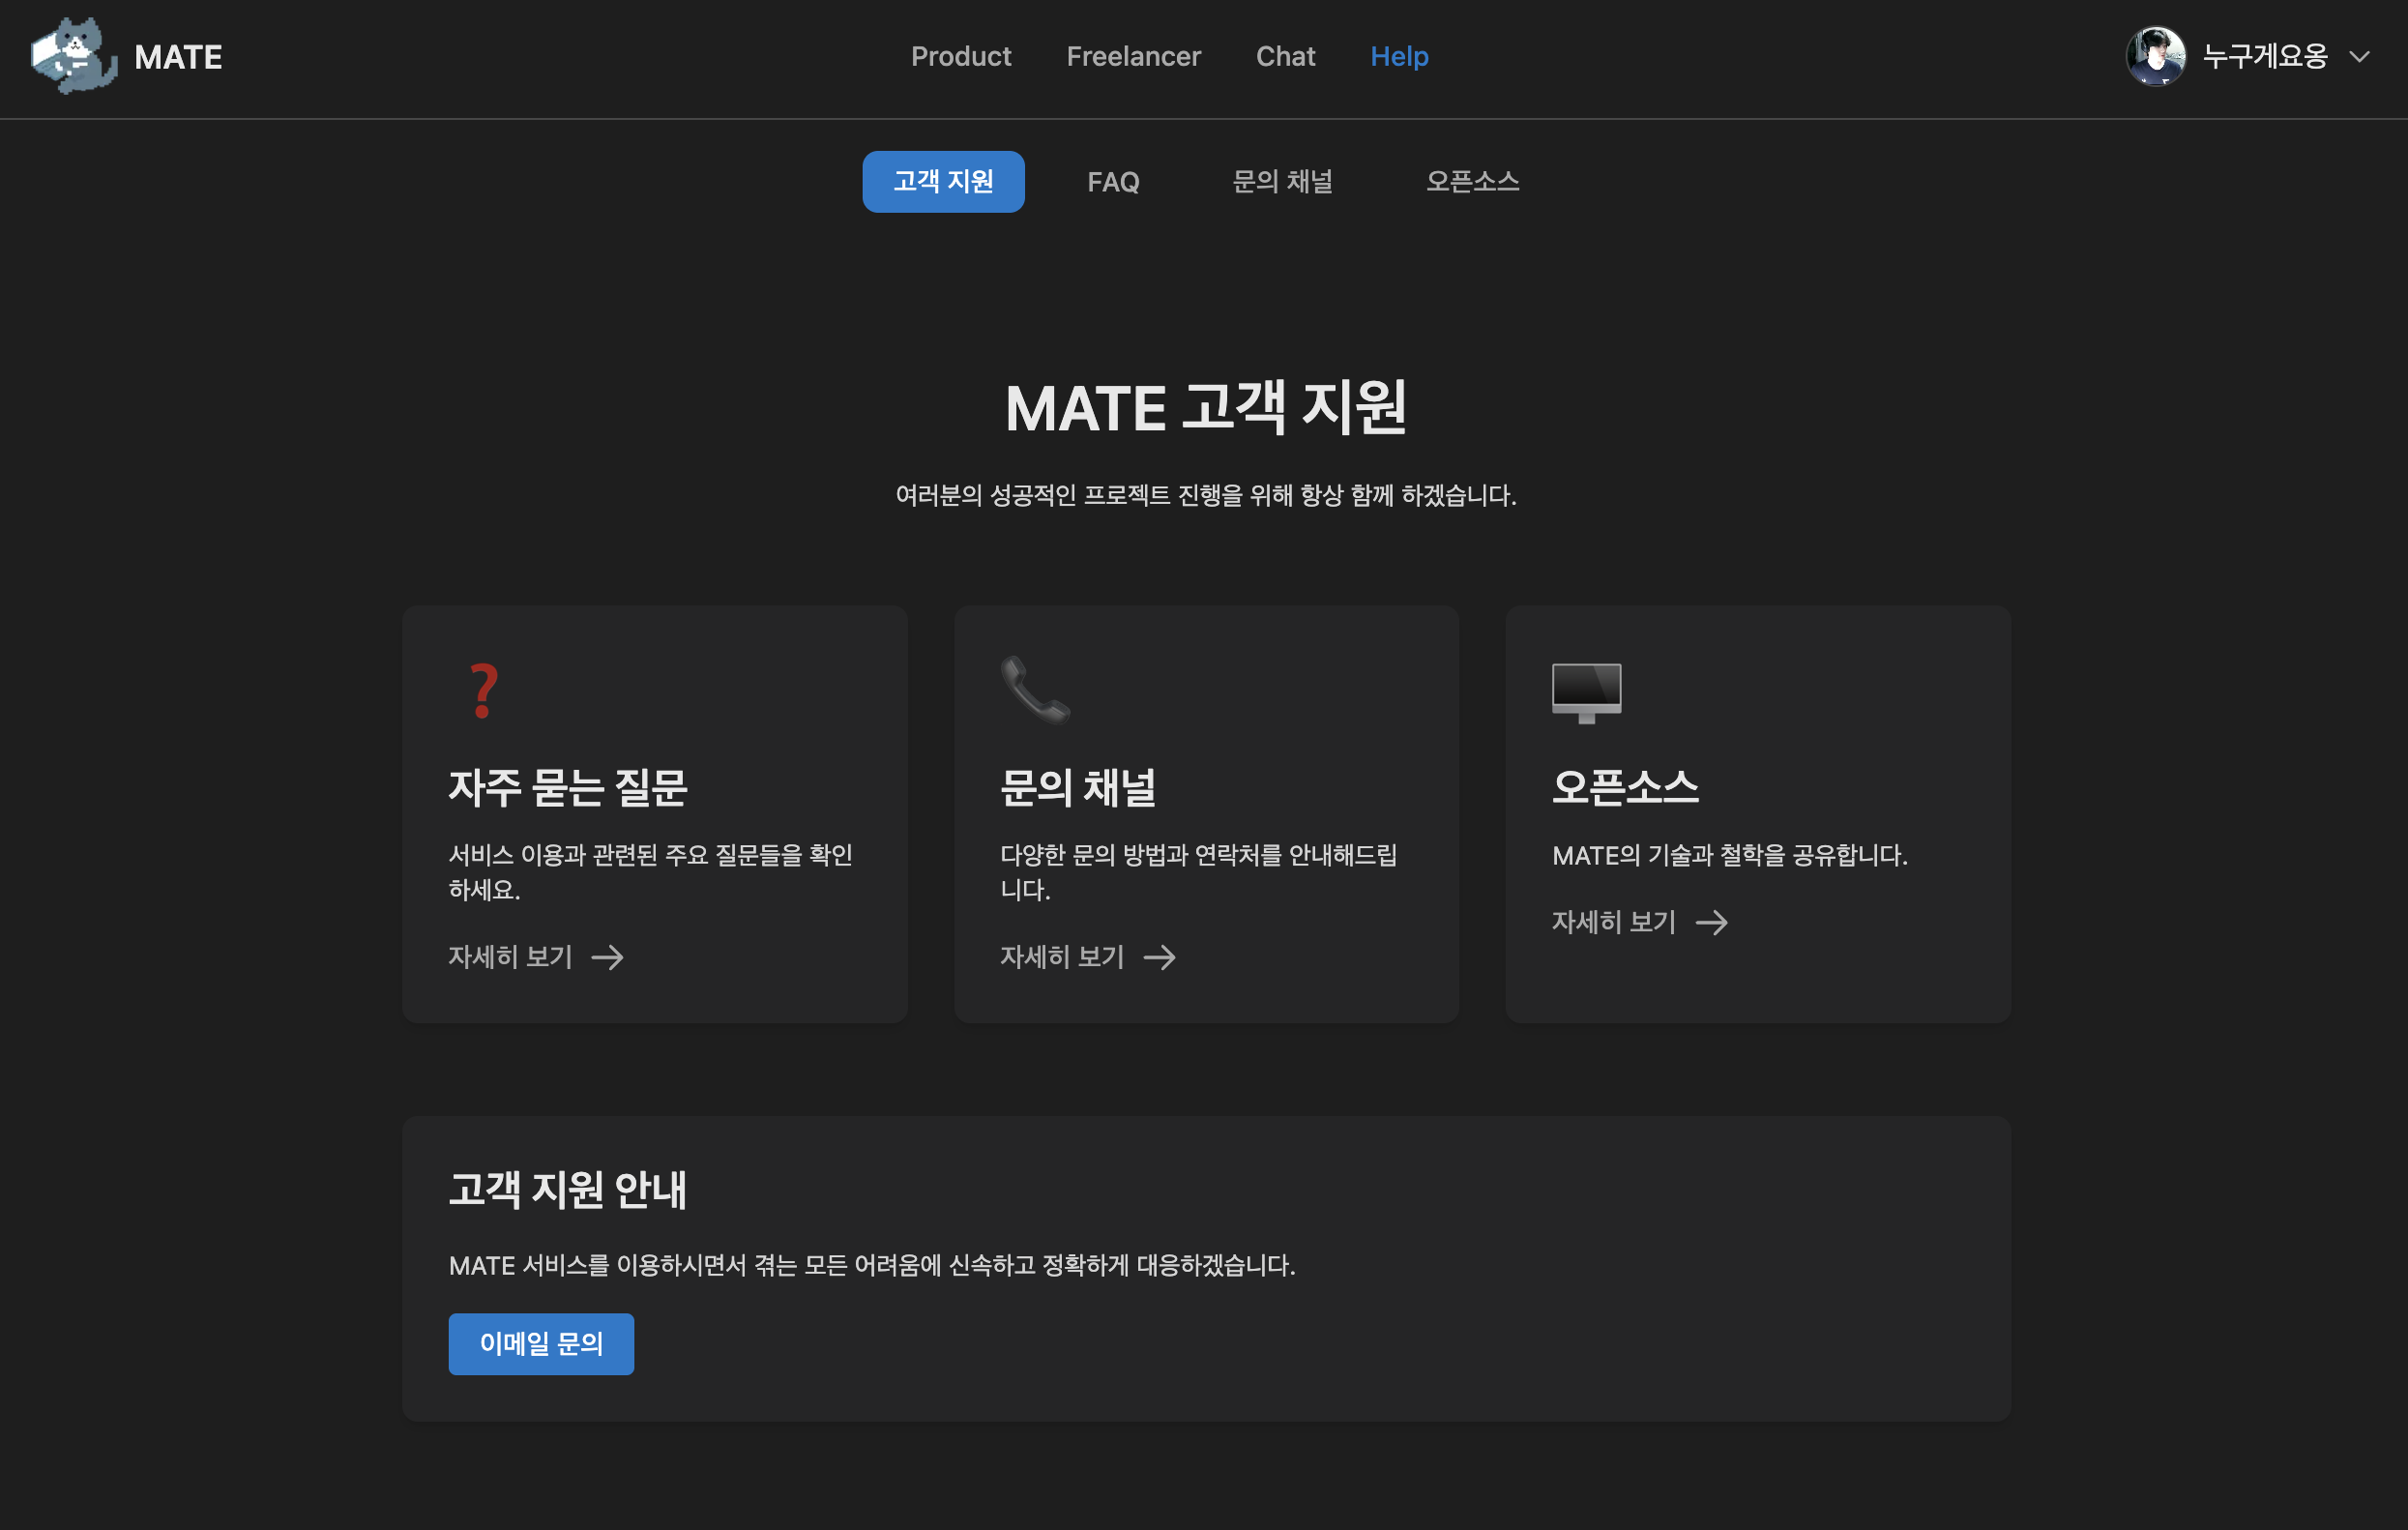 MATE
Product Freelancer Chat Help
누구게요옹
고객 지원 FAQ 문의 채널 오픈소스
MATE 고객 지원
여러분의 성공적인 프로젝트 진행을 위해 항상 함께 하겠습니다.
자주 묻는 질문
서비스 이용과 관련된 주요 질문들을 확인
하세요.
자세히 보기 →
문의 채널
다양한 문의 방법과 연락처를 안내해드립
니다.
자세히 보기 →
오픈소스
MATE의 기술과 철학을 공유합니다.
자세히 보기 →
고객 지원 안내
MATE 서비스를 이용하시면서 겪는 모든 어려움에 신속하고 정확하게 대응하겠습니다.
이메일 문의